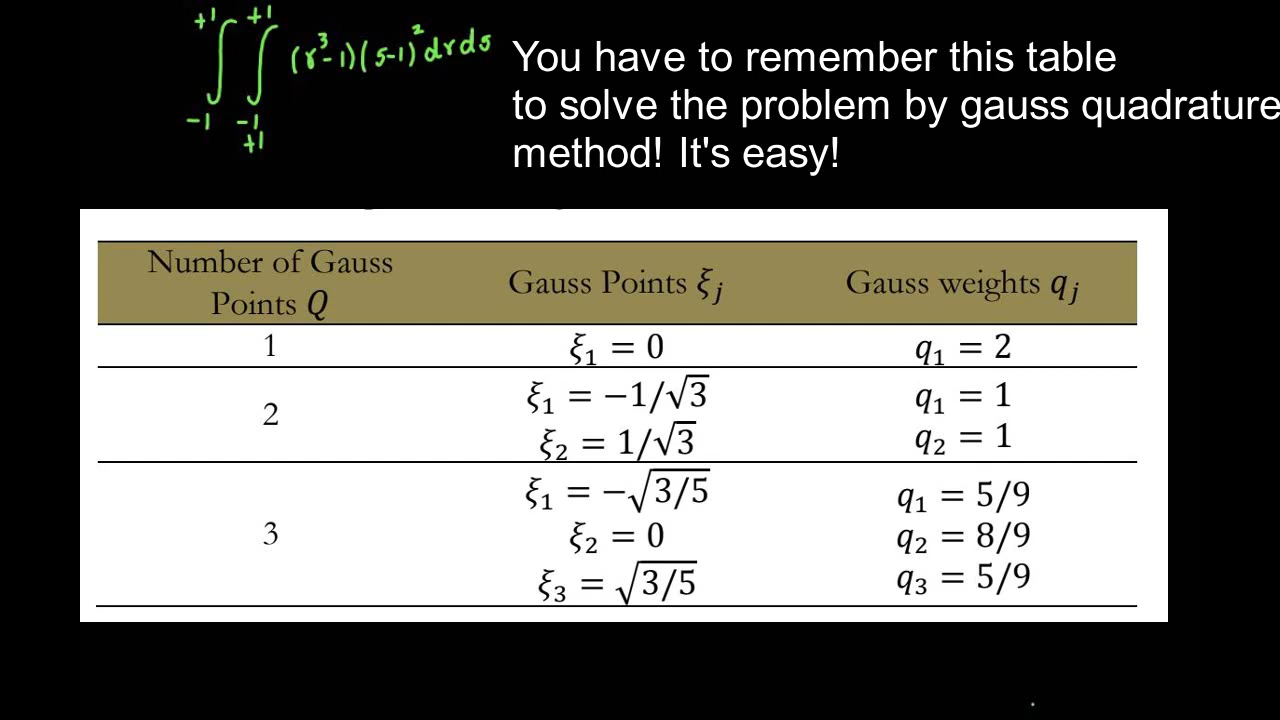 +1 +1
∫ ∫ (r³-1)(s-1)² dr ds
-1 -1
+1
You have to remember this table
to solve the problem by gauss quadrature
method! It's easy!
Number of Gauss Points Q Gauss Points ξⱼ Gauss weights qⱼ
1 ξ₁ = 0 q₁ = 2
2 ξ₁ = −1/√3 q₁ = 1
ξ₂ = 1/√3 q₂ = 1
3 ξ₁ = −√(3/5) q₁ = 5/9
ξ₂ = 0 q₂ = 8/9
ξ₃ = √(3/5) q₃ = 5/9